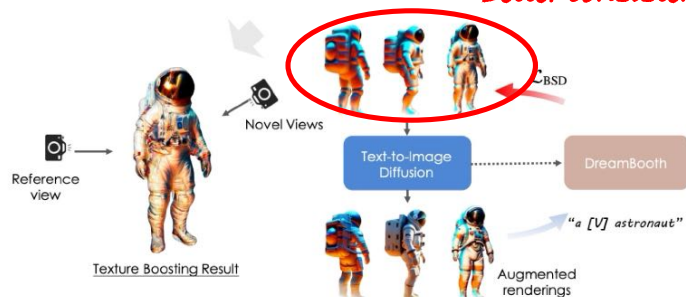 Novel Views
Reference
view
Texture Boosting Result
ℒBSD
Text-to-Image
Diffusion
DreamBooth
"a [V] astronaut"
Augmented
renderings